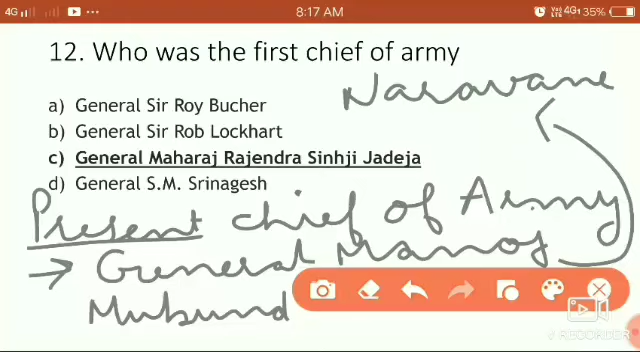 4G 8:17 AM 4G 35%
12. Who was the first chief of army
Naravane
a) General Sir Roy Bucher
b) General Sir Rob Lockhart
c) General Maharaj Rajendra Sinhji Jadeja
d) General S.M. Srinagesh
Present chief of Army
→ General Manoj
Mukund
RECORDER